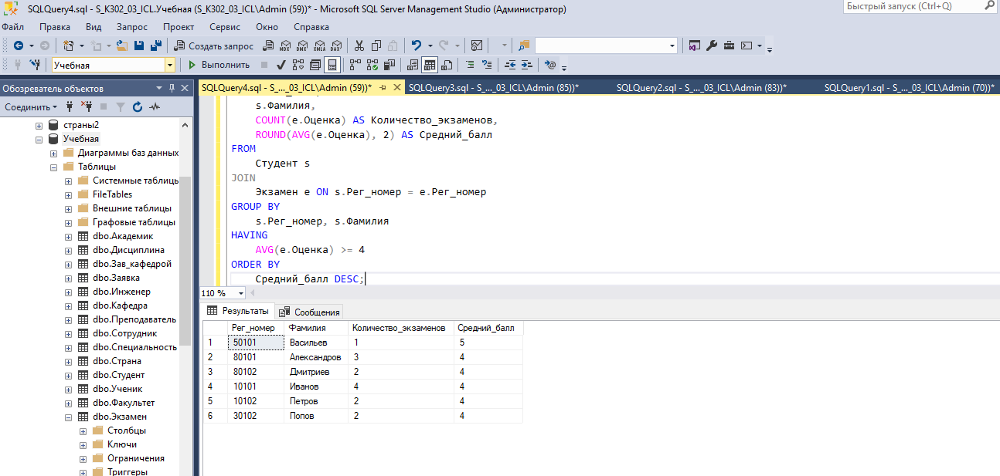 SQLQuery4.sql - S_K302_03_ICL.Учебная (S_K302_03_ICL\Admin (59))* - Microsoft SQL Server Management Studio (Администратор)
Быстрый запуск (Ctrl+Q)
Файл Правка Вид Запрос Проект Сервис Окно Справка
Создать запрос MDX DMX XMLA DAX
Учебная Выполнить
Обозреватель объектов
SQLQuery4.sql - S_..._03_ICL\Admin (59))* SQLQuery3.sql - S_..._03_ICL\Admin (85))* SQLQuery2.sql - S_..._03_ICL\Admin (83))* SQLQuery1.sql - S_..._03_ICL\Admin (70))*
Соединить
страны2
Учебная
Диаграммы баз данных
Таблицы
Системные таблицы
FileTables
Внешние таблицы
Графовые таблицы
dbo.Академик
dbo.Дисциплина
dbo.Зав_кафедрой
dbo.Заявка
dbo.Инженер
dbo.Кафедра
dbo.Преподаватель
dbo.Сотрудник
dbo.Специальность
dbo.Страна
dbo.Студент
dbo.Ученик
dbo.Факультет
dbo.Экзамен
Столбцы
Ключи
Ограничения
Триггеры
s.Фамилия,
COUNT(e.Оценка) AS Количество_экзаменов,
ROUND(AVG(e.Оценка), 2) AS Средний_балл
FROM
Студент s
JOIN
Экзамен e ON s.Рег_номер = e.Рег_номер
GROUP BY
s.Рег_номер, s.Фамилия
HAVING
AVG(e.Оценка) >= 4
ORDER BY
Средний_балл DESC;
110 %
Результаты Сообщения
Рег_номер Фамилия Количество_экзаменов Средний_балл
1 50101 Васильев 1 5
2 80101 Александров 3 4
3 80102 Дмитриев 2 4
4 10101 Иванов 4 4
5 10102 Петров 2 4
6 30102 Попов 2 4